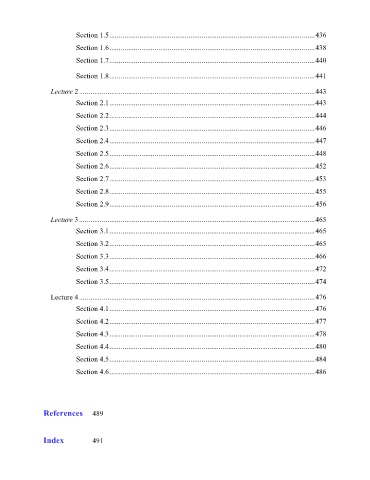 Section 1.5 436
Section 1.6 438
Section 1.7 440
Section 1.8 441
Lecture 2 443
Section 2.1 443
Section 2.2 444
Section 2.3 446
Section 2.4 447
Section 2.5 448
Section 2.6 452
Section 2.7 453
Section 2.8 455
Section 2.9 456
Lecture 3 465
Section 3.1 465
Section 3.2 465
Section 3.3 466
Section 3.4 472
Section 3.5 474
Lecture 4 476
Section 4.1 476
Section 4.2 477
Section 4.3 478
Section 4.4 480
Section 4.5 484
Section 4.6 486
References 489
Index 491